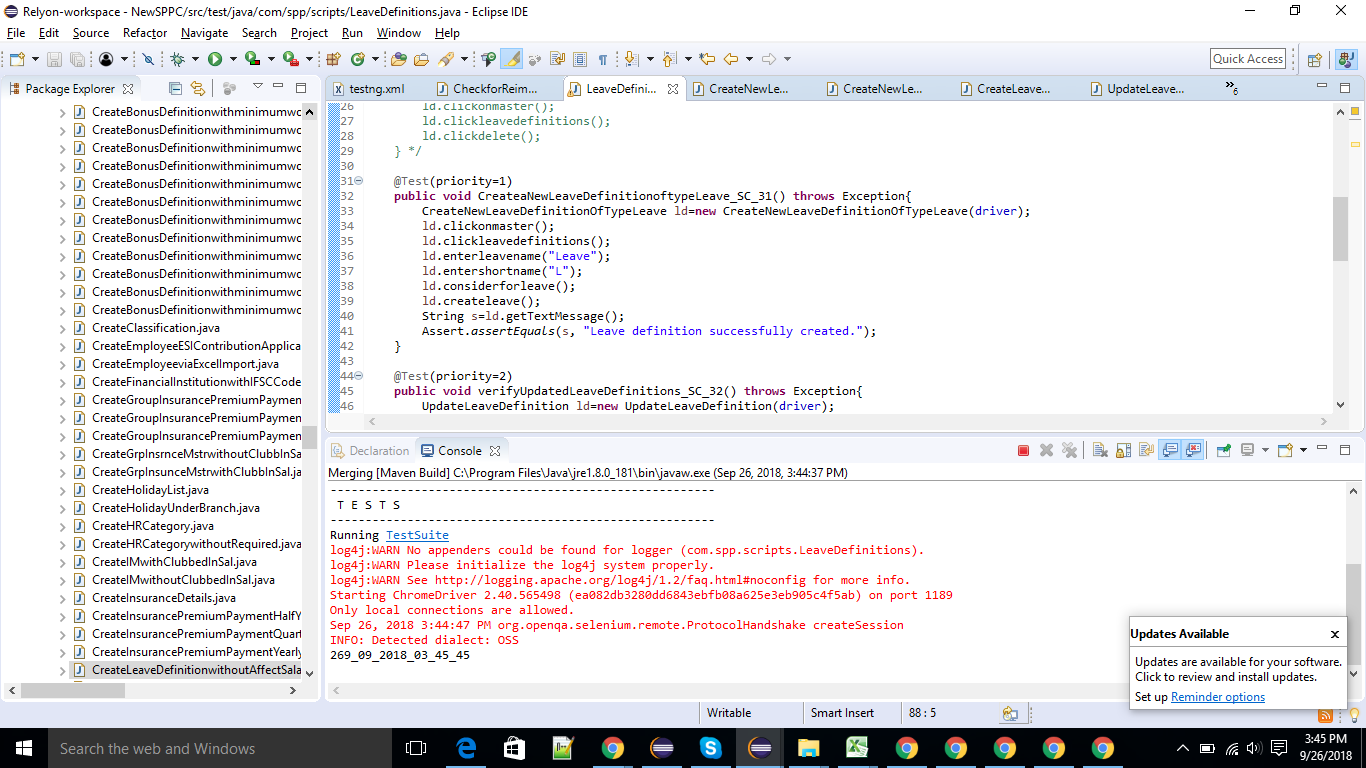 Relyon-workspace - NewSPPC/src/test/java/com/spp/scripts/LeaveDefinitions.java - Eclipse IDE
File Edit Source Refactor Navigate Search Project Run Window Help
Quick Access
Package Explorer
testng.xml CheckforReim... LeaveDefini... CreateNewLe... CreateNewLe... CreateLeave... UpdateLeave... »6
CreateBonusDefinitionwithminimumwc
CreateBonusDefinitionwithminimumwc
CreateBonusDefinitionwithminimumwc
CreateBonusDefinitionwithminimumwc
CreateBonusDefinitionwithminimumwc
CreateBonusDefinitionwithminimumwc
CreateBonusDefinitionwithminimumwc
CreateBonusDefinitionwithminimumwc
CreateBonusDefinitionwithminimumwc
CreateBonusDefinitionwithminimumwc
CreateBonusDefinitionwithminimumwc
CreateBonusDefinitionwithminimumwc
CreateClassification.java
CreateEmployeeESIContributionApplica
CreateEmployeeviaExcelImport.java
CreateFinancialInstitutionwithIFSCCode
CreateGroupInsurancePremiumPaymen
CreateGroupInsurancePremiumPaymen
CreateGroupInsurancePremiumPaymen
CreateGrpInsrnceMstrwithoutClubbInSa
CreateGrpInsunceMstrwithClubbInSal.ja
CreateHolidayList.java
CreateHolidayUnderBranch.java
CreateHRCategory.java
CreateHRCategorywithoutRequired.java
CreateIMwithClubbedInSal.java
CreateIMwithoutClubbedInSal.java
CreateInsuranceDetails.java
CreateInsurancePremiumPaymentHalfY
CreateInsurancePremiumPaymentQuart
CreateInsurancePremiumPaymentYearly
CreateLeaveDefinitionwithoutAffectSala
26 ld.clickonmaster();
27 ld.clickleavedefinitions();
28 ld.clickdelete();
29 } */
30
31 @Test(priority=1)
32 public void CreateaNewLeaveDefinitionoftypeLeave_SC_31() throws Exception{
33 CreateNewLeaveDefinitionOfTypeLeave ld=new CreateNewLeaveDefinitionOfTypeLeave(driver);
34 ld.clickonmaster();
35 ld.clickleavedefinitions();
36 ld.enterleavename("Leave");
37 ld.entershortname("L");
38 ld.considerforleave();
39 ld.createleave();
40 String s=ld.getTextMessage();
41 Assert.assertEquals(s, "Leave definition successfully created.");
42 }
43
44 @Test(priority=2)
45 public void verifyUpdatedLeaveDefinitions_SC_32() throws Exception{
46 UpdateLeaveDefinition ld=new UpdateLeaveDefinition(driver);
Declaration Console
Merging [Maven Build] C:\Program Files\Java\jre1.8.0_181\bin\javaw.exe (Sep 26, 2018, 3:44:37 PM)
-------------------------------------------------------
T E S T S
-------------------------------------------------------
Running TestSuite
log4j:WARN No appenders could be found for logger (com.spp.scripts.LeaveDefinitions).
log4j:WARN Please initialize the log4j system properly.
log4j:WARN See http://logging.apache.org/log4j/1.2/faq.html#noconfig for more info.
Starting ChromeDriver 2.40.565498 (ea082db3280dd6843ebfb08a625e3eb905c4f5ab) on port 1189
Only local connections are allowed.
Sep 26, 2018 3:44:47 PM org.openqa.selenium.remote.ProtocolHandshake createSession
INFO: Detected dialect: OSS
269_09_2018_03_45_45
Updates Available
Updates are available for your software.
Click to review and install updates.
Set up Reminder options
Writable Smart Insert 88 : 5
Search the web and Windows
3:45 PM
9/26/2018